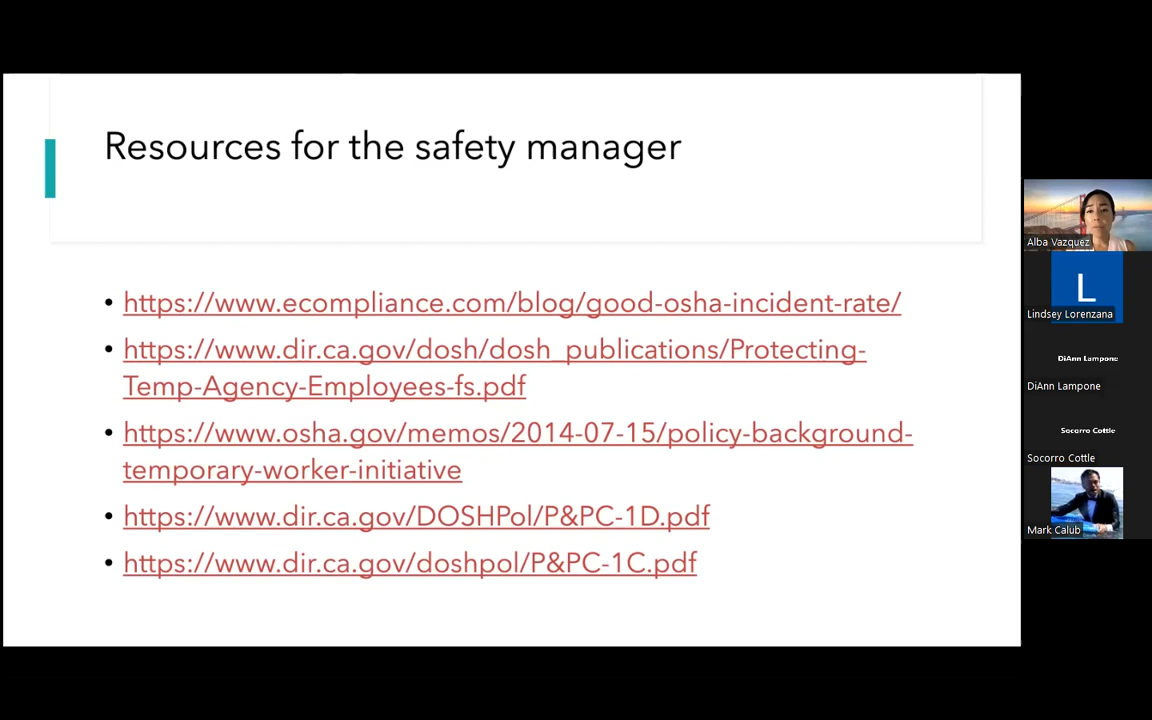 Resources for the safety manager
• https://www.ecompliance.com/blog/good-osha-incident-rate/
• https://www.dir.ca.gov/dosh/dosh_publications/Protecting-
Temp-Agency-Employees-fs.pdf
• https://www.osha.gov/memos/2014-07-15/policy-background-
temporary-worker-initiative
• https://www.dir.ca.gov/DOSHPol/P&PC-1D.pdf
• https://www.dir.ca.gov/doshpol/P&PC-1C.pdf
Alba Vazquez
L
Lindsey Lorenzana
DiAnn Lampone
DiAnn Lampone
Socorro Cottle
Socorro Cottle
Mark Calub